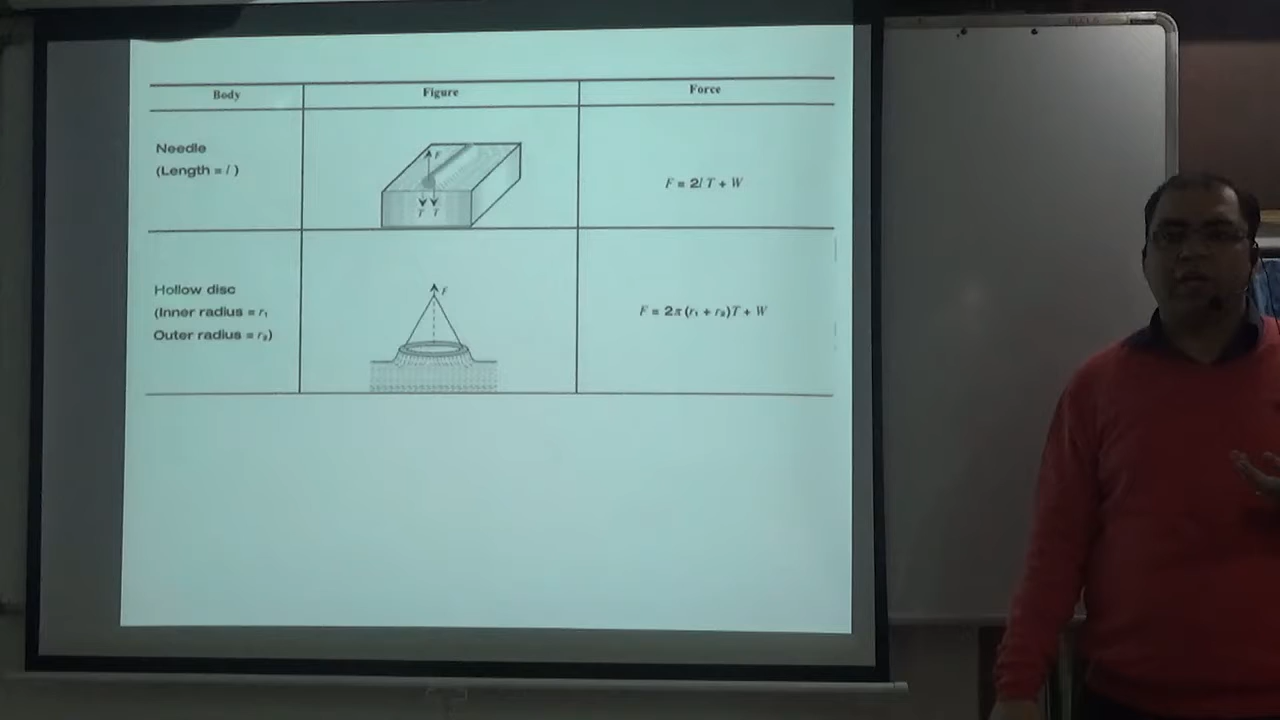 Body Figure Force
Needle
(Length = l )
F
T T
F = 2l T + W
Hollow disc
(Inner radius = r₁
Outer radius = r₂)
F
F = 2π (r₁ + r₂)T + W